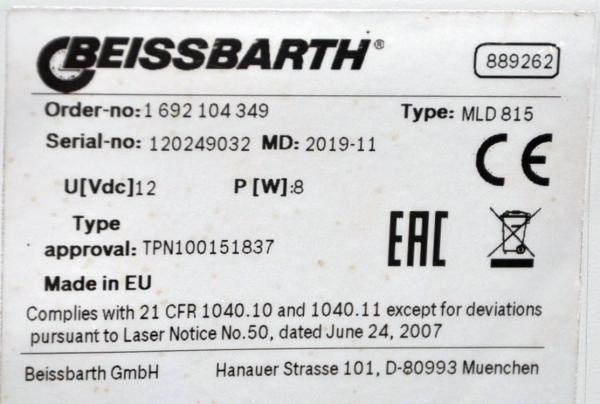 BEISSBARTH®
889262
Order-no: 1 692 104 349 Type: MLD 815
Serial-no: 120249032 MD: 2019-11
CE
U[Vdc]12 P [W]:8
EAC
Type
approval: TPN100151837
Made in EU
Complies with 21 CFR 1040.10 and 1040.11 except for deviations
pursuant to Laser Notice No.50, dated June 24, 2007
Beissbarth GmbH Hanauer Strasse 101, D-80993 Muenchen